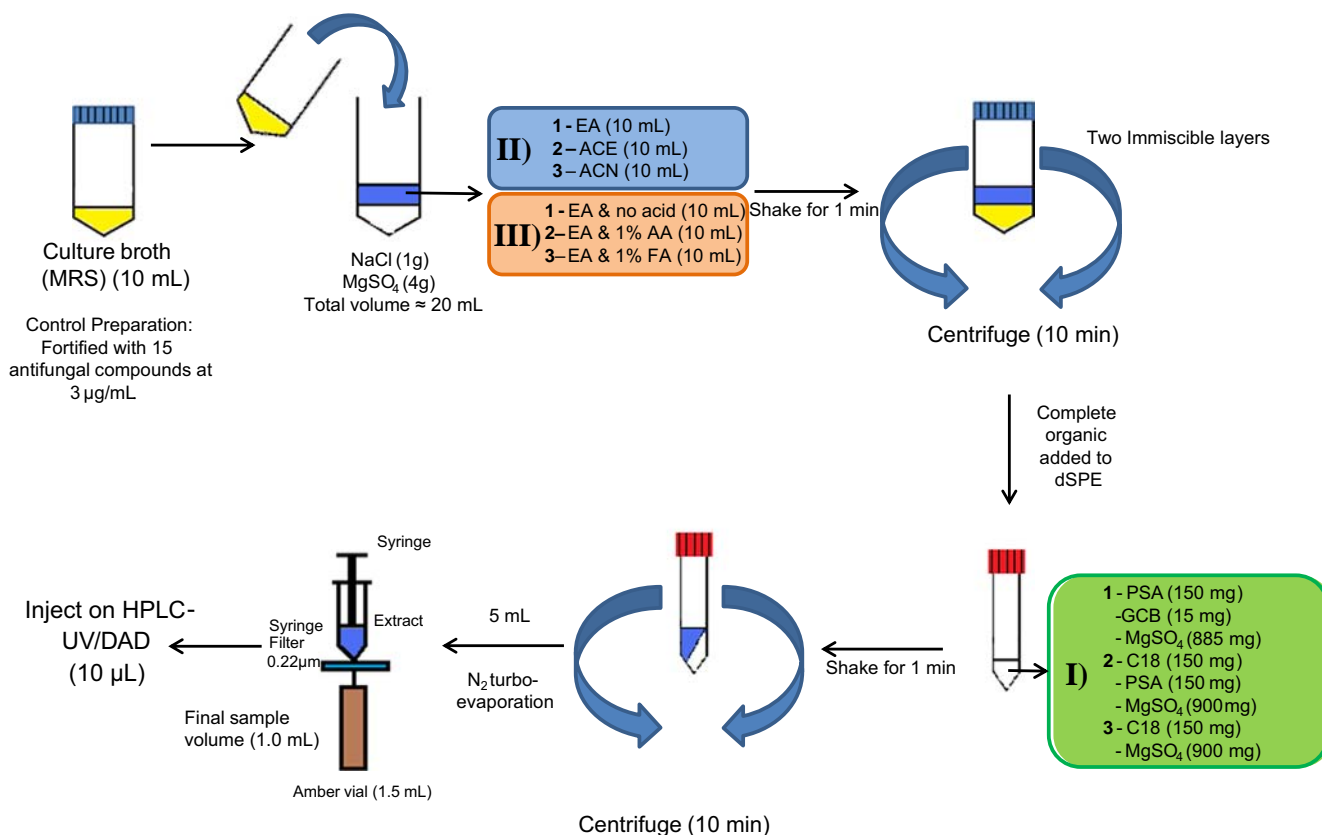 Culture broth
(MRS) (10 mL)
Control Preparation:
Fortified with 15
antifungal compounds at
3 µg/mL
NaCl (1g)
MgSO₄ (4g)
Total volume ≈ 20 mL
II)
1 - EA (10 mL)
2 – ACE (10 mL)
3 – ACN (10 mL)
III)
1 - EA & no acid (10 mL)
2– EA & 1% AA (10 mL)
3– EA & 1% FA (10 mL)
Shake for 1 min
Two Immiscible layers
Centrifuge (10 min)
Complete
organic
added to
dSPE
I)
1 - PSA (150 mg)
-GCB (15 mg)
- MgSO₄ (885 mg)
2 - C18 (150 mg)
- PSA (150 mg)
- MgSO₄ (900mg)
3 - C18 (150 mg)
- MgSO₄ (900 mg)
Shake for 1 min
Centrifuge (10 min)
5 mL
N₂ turbo-
evaporation
Syringe
Extract
Syringe
Filter
0.22µm
Final sample
volume (1.0 mL)
Amber vial (1.5 mL)
Inject on HPLC-
UV/DAD
(10 µL)